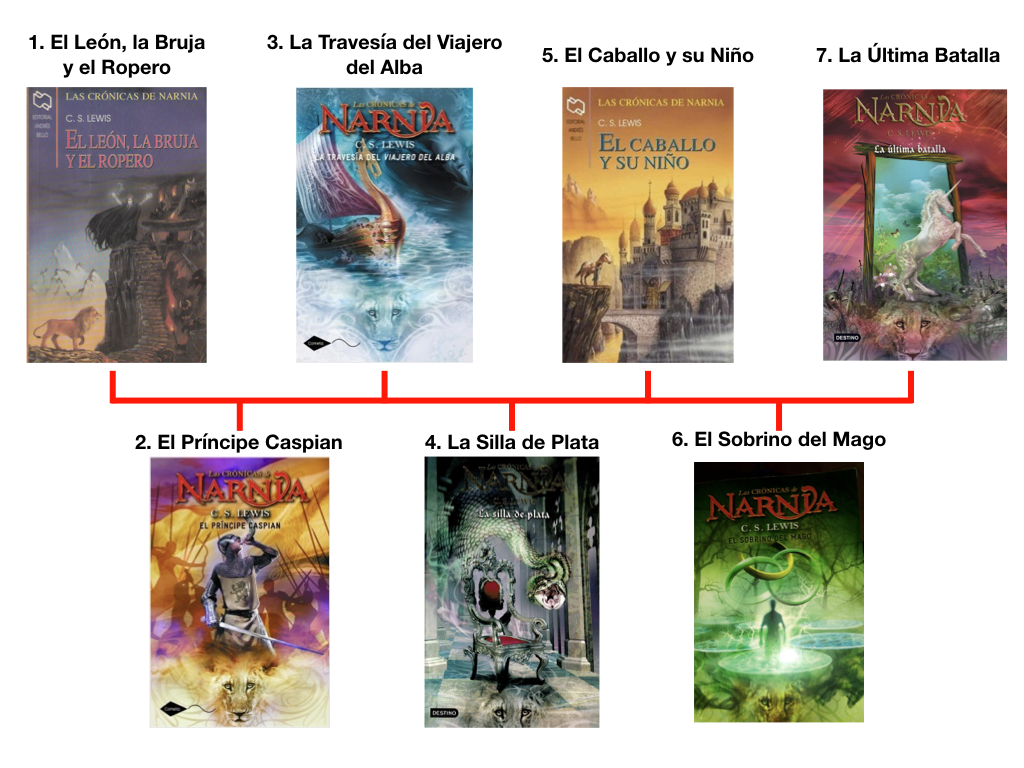 1. El León, la Bruja
y el Ropero
EDITORIAL
ANDRÉS
BELLO
LAS CRÓNICAS DE NARNIA
C. S. LEWIS
EL LEÓN, LA BRUJA
Y EL ROPERO
3. La Travesía del Viajero
del Alba
Las CRÓNICAS de
NARNIA
C. S. LEWIS
LA TRAVESÍA DEL VIAJERO DEL ALBA
Cometa
5. El Caballo y su Niño
EDITORIAL
ANDRÉS
BELLO
LAS CRÓNICAS DE NARNIA
C. S. LEWIS
EL CABALLO
Y SU NIÑO
7. La Última Batalla
Las CRÓNICAS de
NARNIA
C. S. LEWIS
La última batalla
DESTINO
2. El Príncipe Caspian
Las CRÓNICAS de
NARNIA
C. S. LEWIS
EL PRÍNCIPE CASPIAN
Cometa
4. La Silla de Plata
Las CRÓNICAS de
NARNIA
La silla de plata
DESTINO
6. El Sobrino del Mago
Las CRÓNICAS de
NARNIA
C. S. LEWIS
EL SOBRINO DEL MAGO